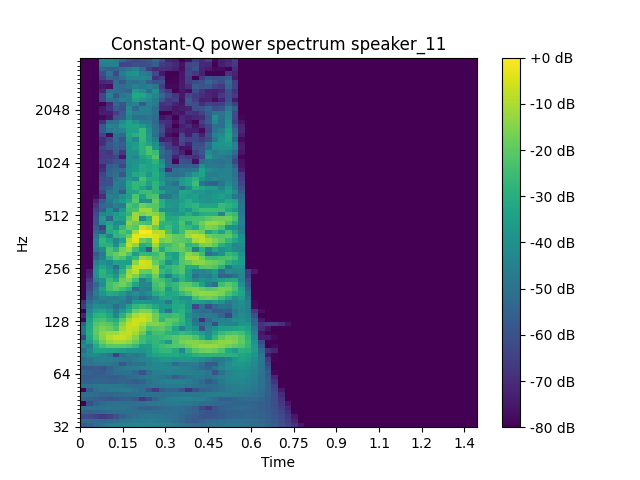 Constant-Q power spectrum speaker_11
Hz
2048
1024
512
256
128
64
32
0 0.15 0.3 0.45 0.6 0.75 0.9 1.1 1.2 1.4
Time
+0 dB
-10 dB
-20 dB
-30 dB
-40 dB
-50 dB
-60 dB
-70 dB
-80 dB